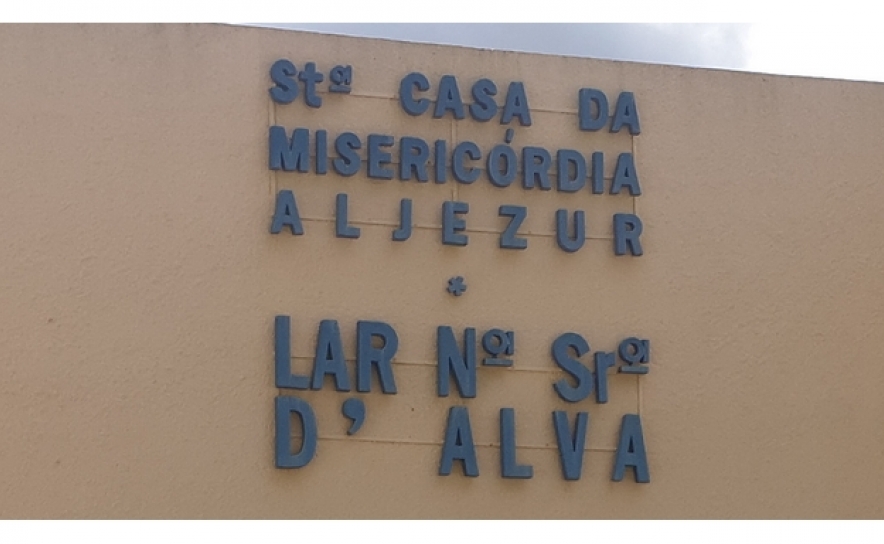 Stª CASA DA
MISERICÓRDIA
ALJEZUR
*
LAR Nª Srª
D'ALVA